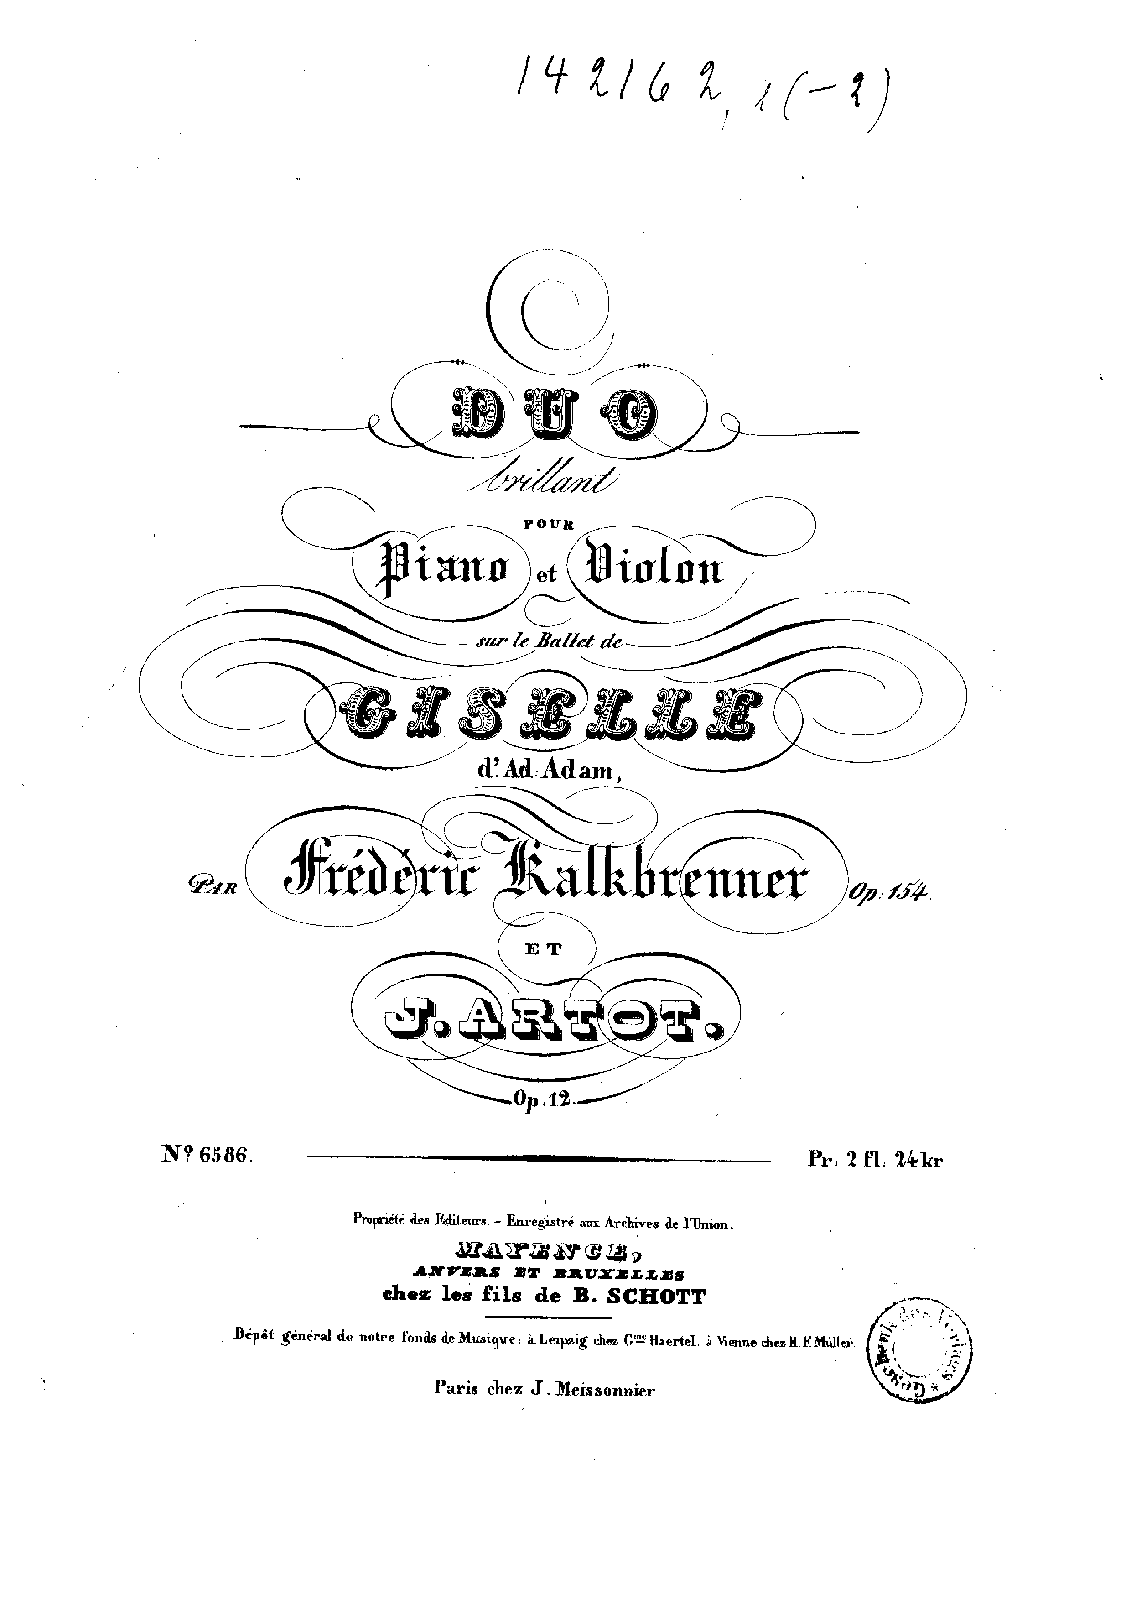 142162, 1(-2)
DUO
brillant
POUR
Piano et Violon
sur le Ballet de
GISELLE
d'Ad. Adam,
PAR Frédéric Kalkbrenner Op. 154.
ET
J. ARTOT.
Op. 12.
Nº 6586. Pr. 2 fl. 24 kr
Propriété des Editeurs. – Enregistré aux Archives de l'Union.
MAYENCE,
ANVERS ET BRUXELLES
chez les fils de B. SCHOTT
Dépôt général de notre fonds de Musique: à Leipzig chez Gme Haertel. à Vienne chez H. F. Müller.
Paris chez J. Meissonnier
Geschenk des Verlages *